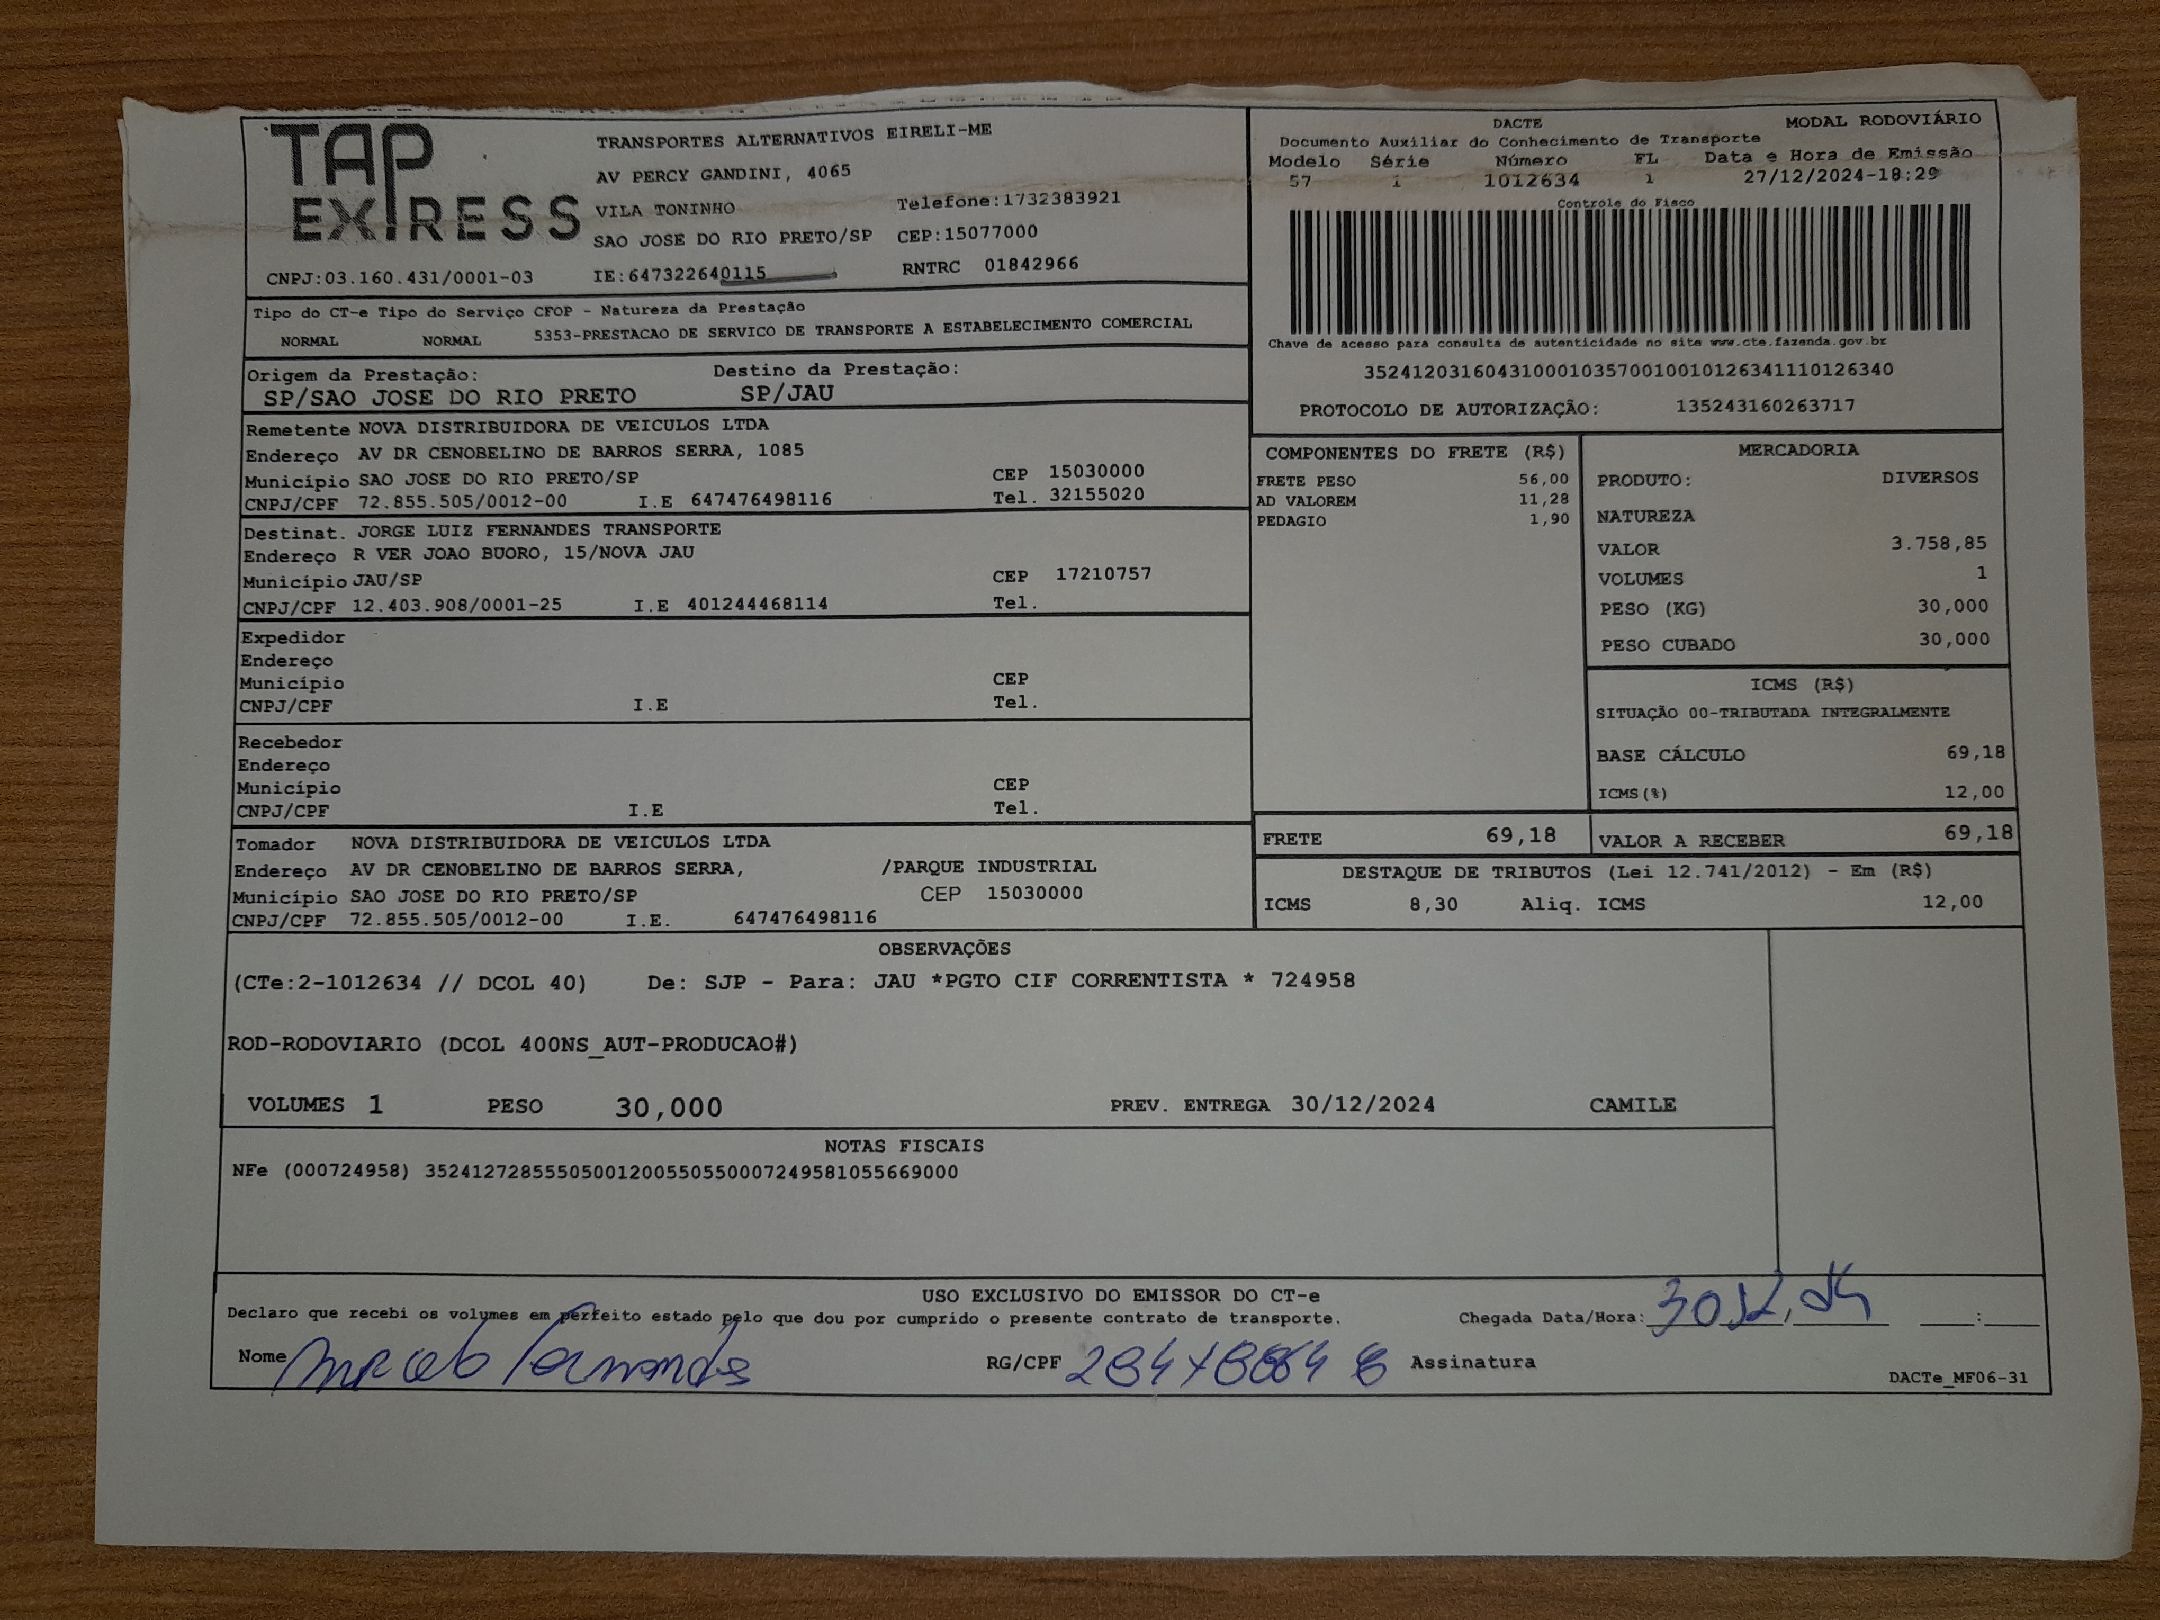 TAP EXPRESS
TRANSPORTES ALTERNATIVOS EIRELI-ME
AV PERCY GANDINI, 4065
VILA TONINHO Telefone:1732383921
SAO JOSE DO RIO PRETO/SP CEP:15077000
CNPJ:03.160.431/0001-03 IE:647322640115 RNTRC 01842966
DACTE MODAL RODOVIÁRIO
Documento Auxiliar do Conhecimento de Transporte
Modelo Série Número FL Data e Hora de Emissão
57 1 1012634 1 27/12/2024-18:29
Controle do Fisco
Chave de acesso para consulta de autenticidade no site www.cte.fazenda.gov.br
35241203160431000103570010010126341110126340
PROTOCOLO DE AUTORIZAÇÃO: 135243160263717
Tipo do CT-e Tipo do Serviço CFOP - Natureza da Prestação
NORMAL NORMAL 5353-PRESTACAO DE SERVICO DE TRANSPORTE A ESTABELECIMENTO COMERCIAL
Origem da Prestação: Destino da Prestação:
SP/SAO JOSE DO RIO PRETO SP/JAU
Remetente NOVA DISTRIBUIDORA DE VEICULOS LTDA
Endereço AV DR CENOBELINO DE BARROS SERRA, 1085
Município SAO JOSE DO RIO PRETO/SP CEP 15030000
CNPJ/CPF 72.855.505/0012-00 I.E 647476498116 Tel. 32155020
Destinat. JORGE LUIZ FERNANDES TRANSPORTE
Endereço R VER JOAO BUORO, 15/NOVA JAU
Município JAU/SP CEP 17210757
CNPJ/CPF 12.403.908/0001-25 I.E 401244468114 Tel.
Expedidor
Endereço
Município CEP
CNPJ/CPF I.E Tel.
Recebedor
Endereço
Município CEP
CNPJ/CPF I.E Tel.
Tomador NOVA DISTRIBUIDORA DE VEICULOS LTDA
Endereço AV DR CENOBELINO DE BARROS SERRA, /PARQUE INDUSTRIAL
Município SAO JOSE DO RIO PRETO/SP CEP 15030000
CNPJ/CPF 72.855.505/0012-00 I.E. 647476498116
COMPONENTES DO FRETE (R$)
FRETE PESO 56,00
AD VALOREM 11,28
PEDAGIO 1,90
MERCADORIA
PRODUTO: DIVERSOS
NATUREZA
VALOR 3.758,85
VOLUMES 1
PESO (KG) 30,000
PESO CUBADO 30,000
ICMS (R$)
SITUAÇÃO 00-TRIBUTADA INTEGRALMENTE
BASE CÁLCULO 69,18
ICMS(%) 12,00
FRETE 69,18 VALOR A RECEBER 69,18
DESTAQUE DE TRIBUTOS (Lei 12.741/2012) - Em (R$)
ICMS 8,30 Aliq. ICMS 12,00
OBSERVAÇÕES
(CTe:2-1012634 // DCOL 40) De: SJP - Para: JAU *PGTO CIF CORRENTISTA * 724958
ROD-RODOVIARIO (DCOL 400NS_AUT-PRODUCAO#)
VOLUMES 1 PESO 30,000 PREV. ENTREGA 30/12/2024 CAMILE
NOTAS FISCAIS
NFe (000724958) 35241272855505001200550550007249581055669000
USO EXCLUSIVO DO EMISSOR DO CT-e
Declaro que recebi os volumes em perfeito estado pelo que dou por cumprido o presente contrato de transporte. Chegada Data/Hora: :
Nome Marcelo Fernandes RG/CPF Assinatura
DACTe_MF06-31